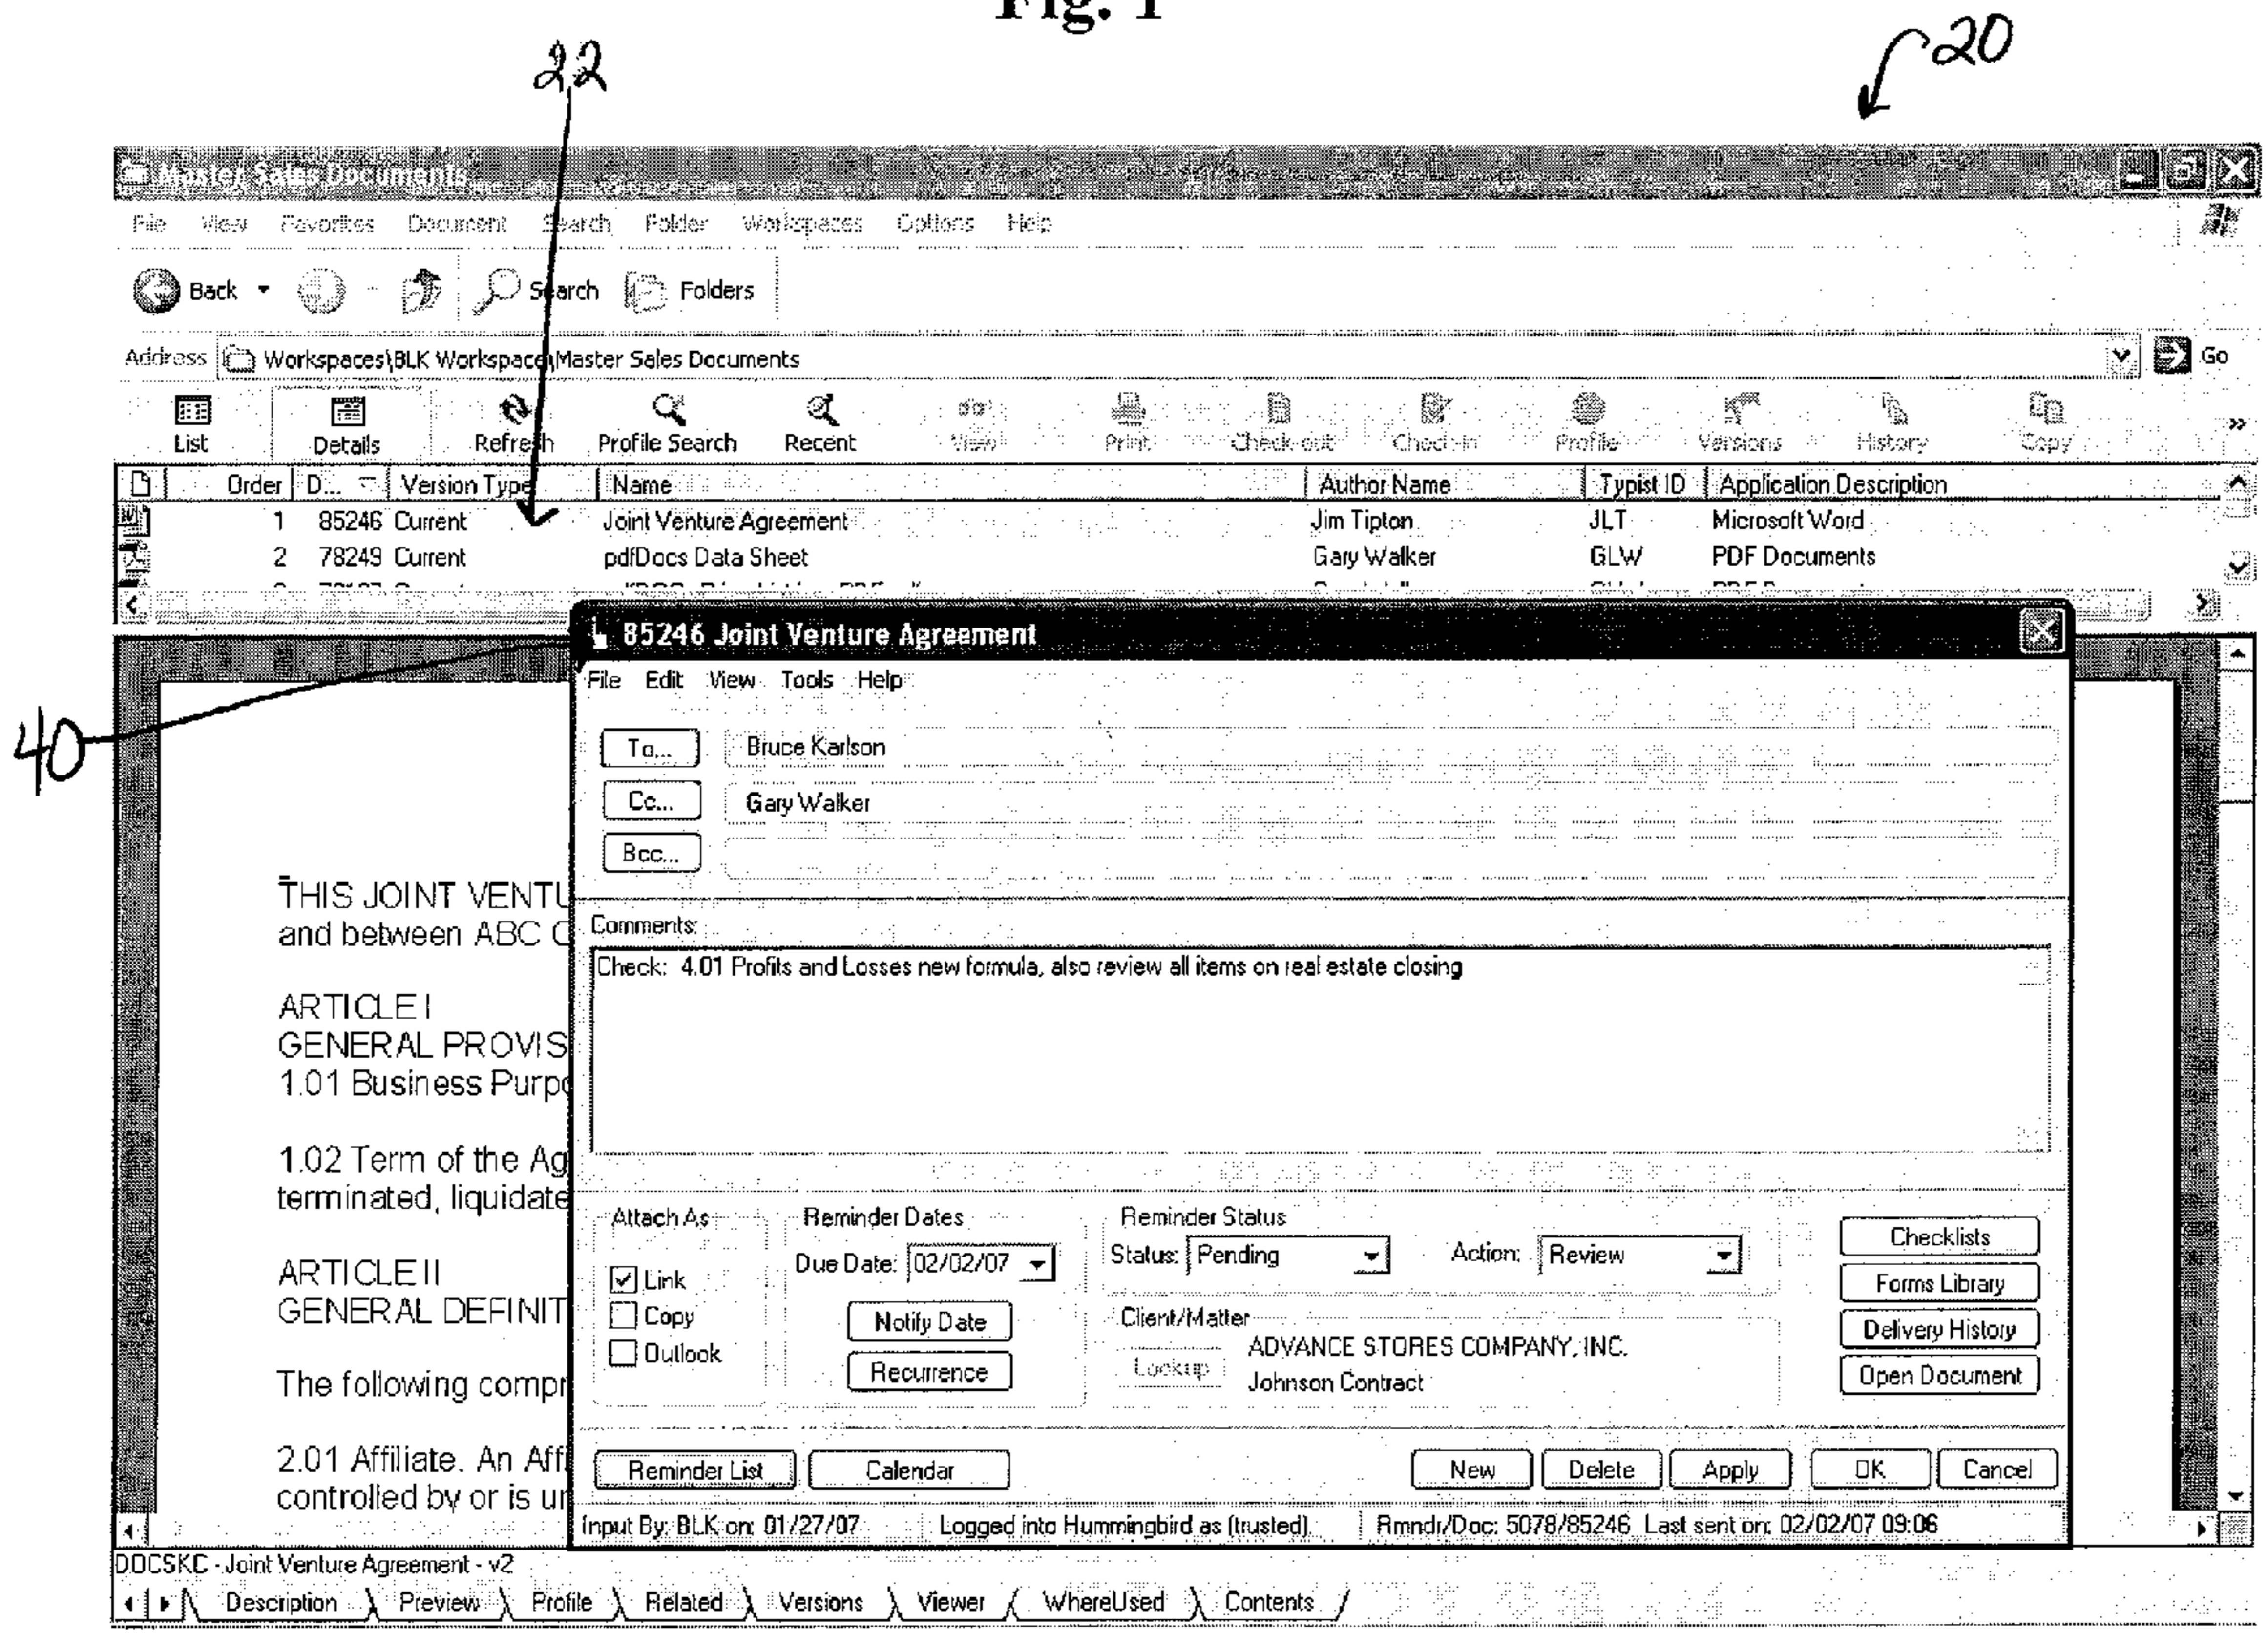 Fig. 1
22
20
Master Sales Documents
File View Favorites Document Search Folder Workspaces Options Help
Back Search Folders
Address Workspaces\BLK Workspace\Master Sales Documents Go
List Details Refresh Profile Search Recent View Print Check-out Check-in Profile Versions History Copy »
Order D... Version Type Name Author Name Typist ID Application Description
1 85246 Current Joint Venture Agreement Jim Tipton JLT Microsoft Word
2 78249 Current pdfDocs Data Sheet Gary Walker GLW PDF Documents
85246 Joint Venture Agreement
File Edit View Tools Help
40
To... Bruce Karlson
Cc... Gary Walker
Bcc...
THIS JOINT VENTU
and between ABC C
Comments:
Check: 4.01 Profits and Losses new formula, also review all items on real estate closing
ARTICLE I
GENERAL PROVIS
1.01 Business Purpo
1.02 Term of the Ag
terminated, liquidate
Attach As Reminder Dates Reminder Status
Due Date: 02/02/07 Status: Pending Action: Review Checklists
Link Forms Library
Copy Notify Date Client/Matter Delivery History
Outlook ADVANCE STORES COMPANY, INC.
Recurrence Lookup Johnson Contract Open Document
ARTICLE II
GENERAL DEFINIT
The following compr
2.01 Affiliate. An Affi
controlled by or is un
Reminder List Calendar New Delete Apply OK Cancel
Input By: BLK on: 01/27/07 Logged into Hummingbird as (trusted). Rmndr/Doc: 5078/85246 Last sent on: 02/02/07 09:06
DOCSKC - Joint Venture Agreement - v2
Description Preview Profile Related Versions Viewer WhereUsed Contents